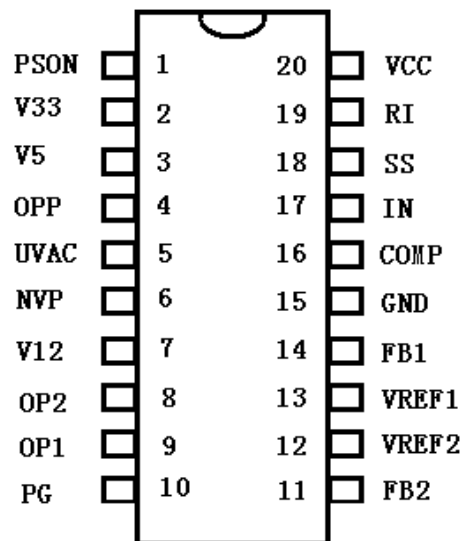 PSON 1 20 VCC
V33 2 19 RI
V5 3 18 SS
OPP 4 17 IN
UVAC 5 16 COMP
NVP 6 15 GND
V12 7 14 FB1
OP2 8 13 VREF1
OP1 9 12 VREF2
PG 10 11 FB2